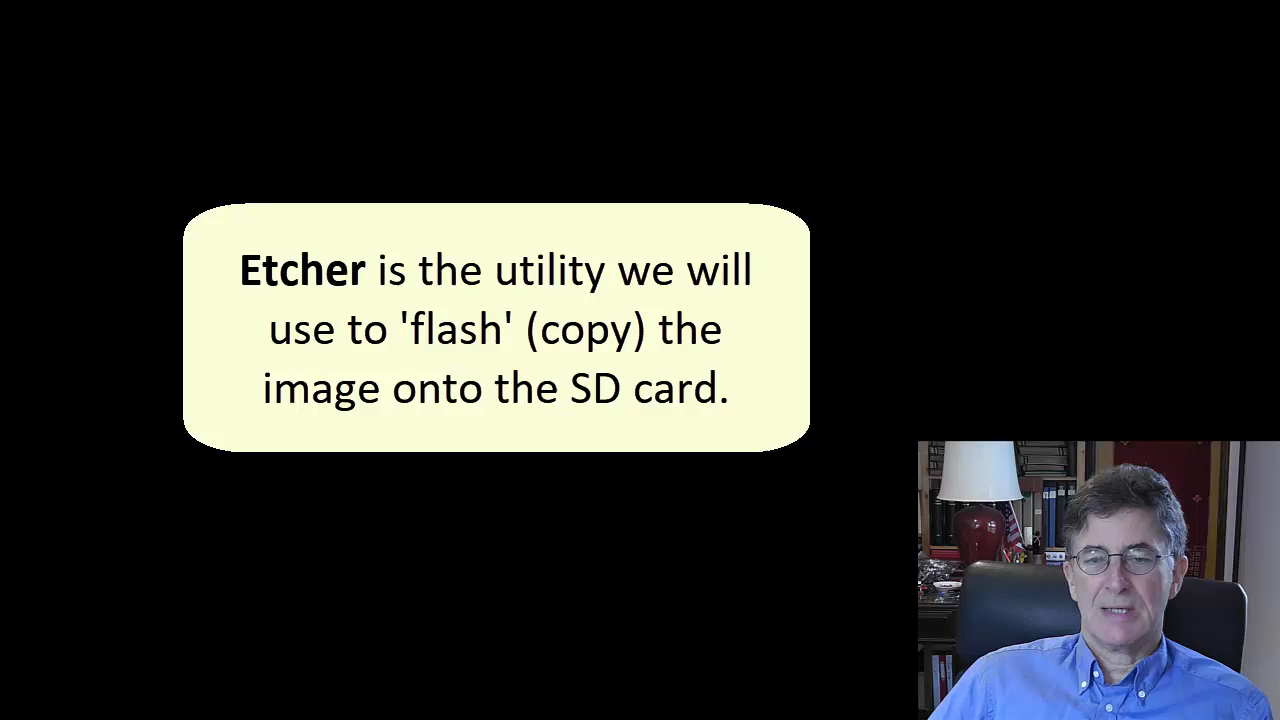 Etcher is the utility we will
use to 'flash' (copy) the
image onto the SD card.